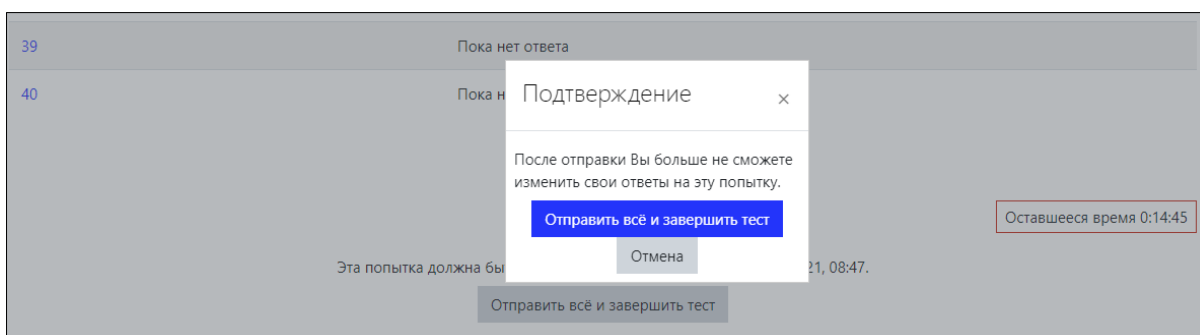 39 Пока нет ответа
40 Пока н
Подтверждение ×
После отправки Вы больше не сможете
изменить свои ответы на эту попытку.
Отправить всё и завершить тест
Оставшееся время 0:14:45
Отмена
Эта попытка должна бы 21, 08:47.
Отправить всё и завершить тест